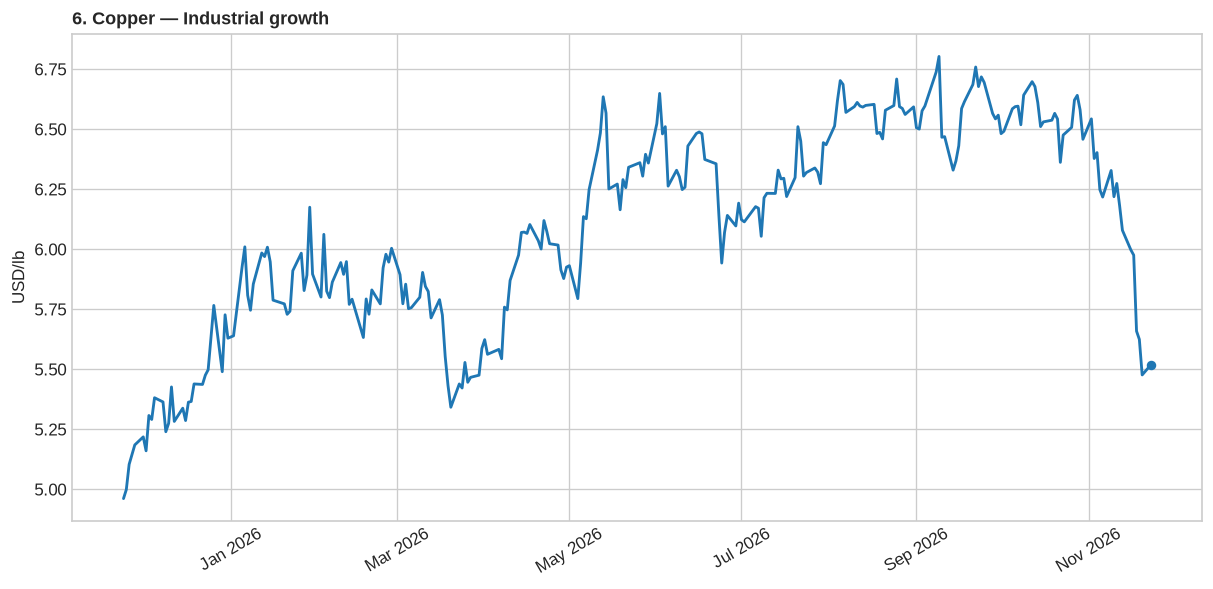 6. Copper — Industrial growth
USD/lb
6.75
6.50
6.25
6.00
5.75
5.50
5.25
5.00
Jan 2026
Mar 2026
May 2026
Jul 2026
Sep 2026
Nov 2026